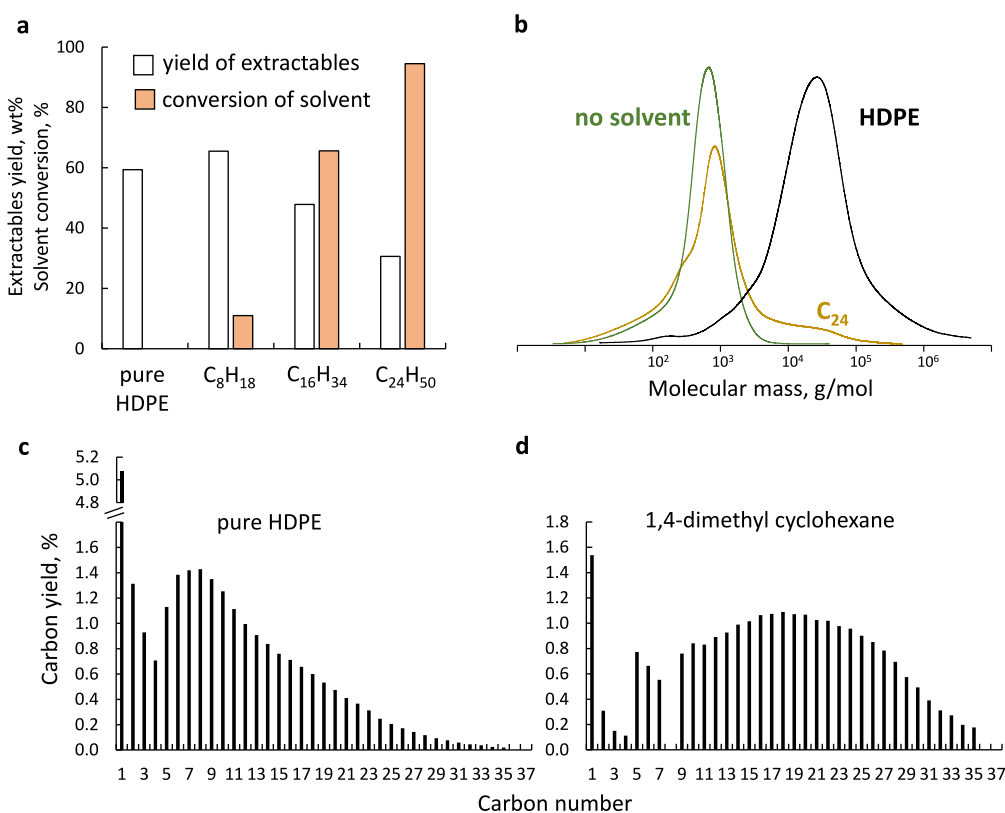 a
Extractables yield, wt%
Solvent conversion, %
100
80
60
40
20
0
yield of extractables
conversion of solvent
pure
HDPE
C₈H₁₈
C₁₆H₃₄
C₂₄H₅₀
b
no solvent
HDPE
C₂₄
10² 10³ 10⁴ 10⁵ 10⁶
Molecular mass, g/mol
c
pure HDPE
Carbon yield, %
5.2
5.0
4.8
1.6
1.4
1.2
1.0
0.8
0.6
0.4
0.2
0.0
1 3 5 7 9 11 13 15 17 19 21 23 25 27 29 31 33 35 37
d
1,4-dimethyl cyclohexane
1.8
1.6
1.4
1.2
1.0
0.8
0.6
0.4
0.2
0.0
1 3 5 7 9 11 13 15 17 19 21 23 25 27 29 31 33 35 37
Carbon number